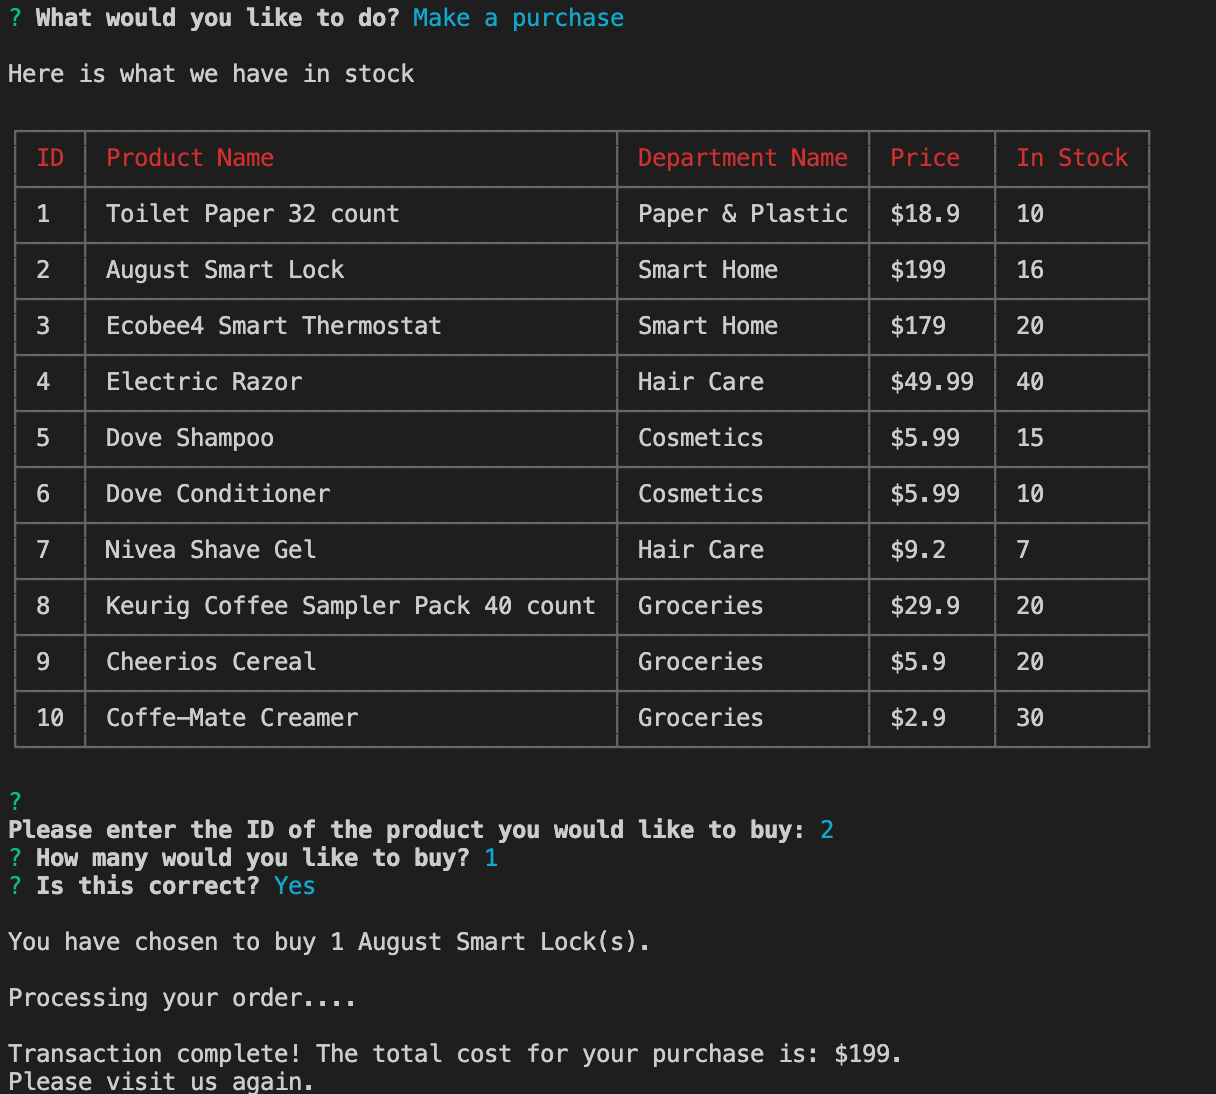 ? What would you like to do? Make a purchase
Here is what we have in stock
ID Product Name Department Name Price In Stock
1 Toilet Paper 32 count Paper & Plastic $18.9 10
2 August Smart Lock Smart Home $199 16
3 Ecobee4 Smart Thermostat Smart Home $179 20
4 Electric Razor Hair Care $49.99 40
5 Dove Shampoo Cosmetics $5.99 15
6 Dove Conditioner Cosmetics $5.99 10
7 Nivea Shave Gel Hair Care $9.2 7
8 Keurig Coffee Sampler Pack 40 count Groceries $29.9 20
9 Cheerios Cereal Groceries $5.9 20
10 Coffe–Mate Creamer Groceries $2.9 30
?
Please enter the ID of the product you would like to buy: 2
? How many would you like to buy? 1
? Is this correct? Yes
You have chosen to buy 1 August Smart Lock(s).
Processing your order....
Transaction complete! The total cost for your purchase is: $199.
Please visit us again.